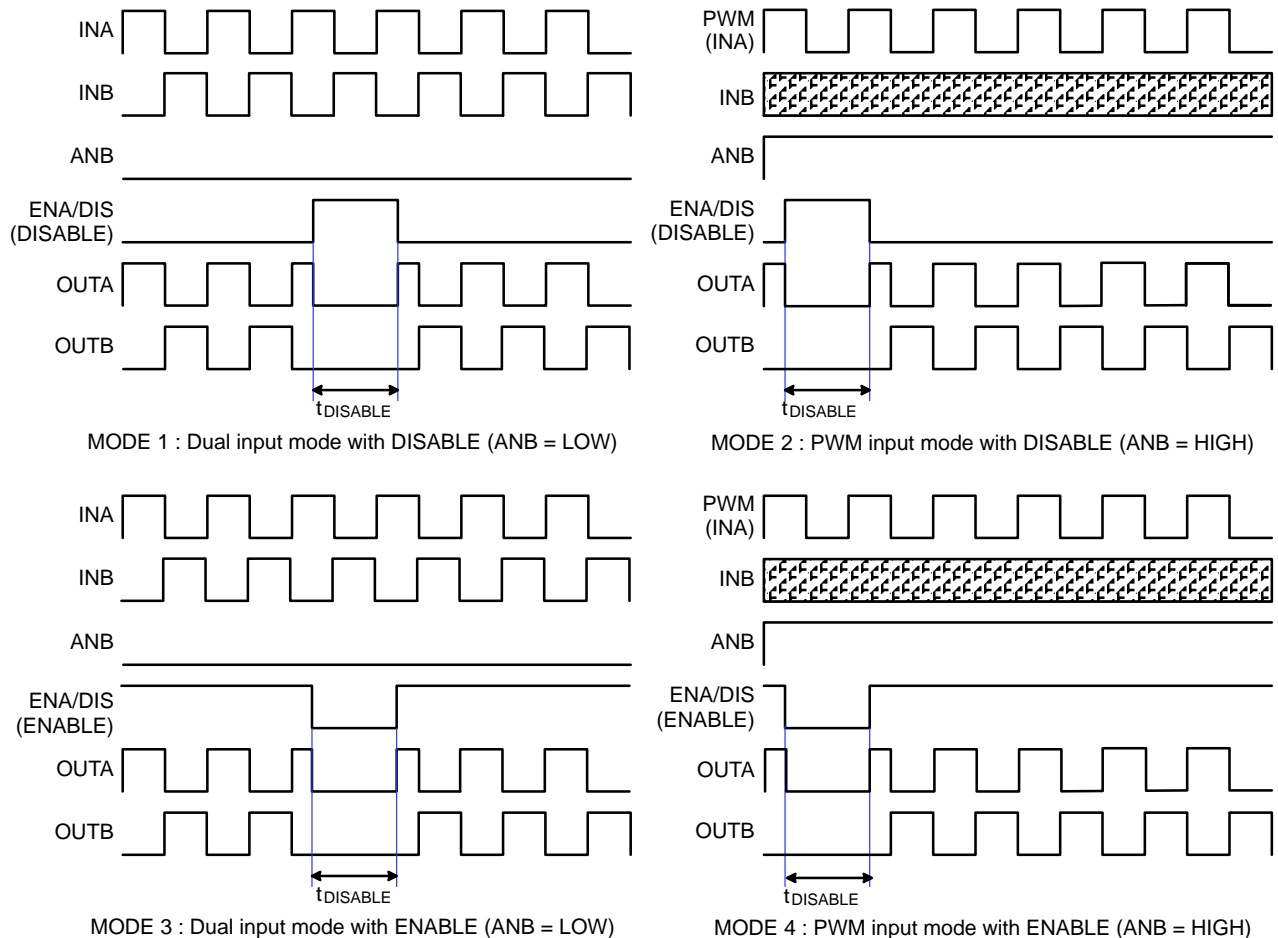 INA
INB
ANB
ENA/DIS
(DISABLE)
OUTA
OUTB
tDISABLE
MODE 1 : Dual input mode with DISABLE (ANB = LOW)
PWM
(INA)
INB
ANB
ENA/DIS
(DISABLE)
OUTA
OUTB
tDISABLE
MODE 2 : PWM input mode with DISABLE (ANB = HIGH)
INA
INB
ANB
ENA/DIS
(ENABLE)
OUTA
OUTB
tDISABLE
MODE 3 : Dual input mode with ENABLE (ANB = LOW)
PWM
(INA)
INB
ANB
ENA/DIS
(ENABLE)
OUTA
OUTB
tDISABLE
MODE 4 : PWM input mode with ENABLE (ANB = HIGH)